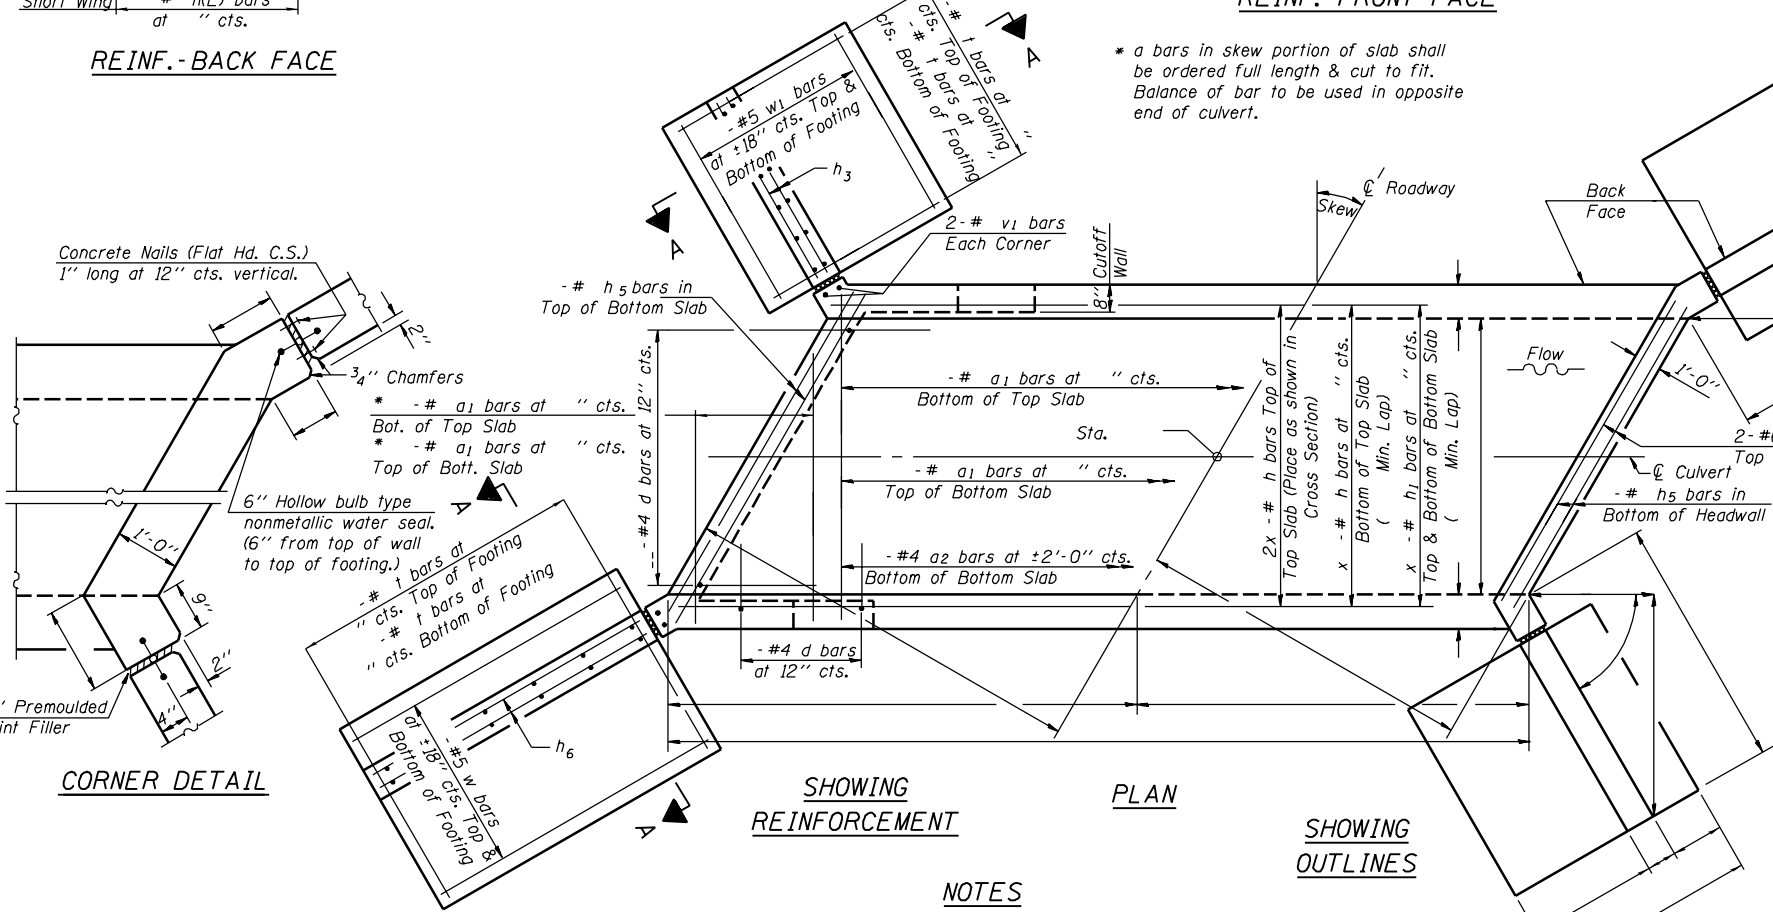 Short Wing
- # h(E) bars
at " cts.
REINF.-BACK FACE
REINF.-FRONT FACE
* a bars in skew portion of slab shall
be ordered full length & cut to fit.
Balance of bar to be used in opposite
end of culvert.
- # t bars at "
cts. Top of Footing
- # t bars at "
cts. Bottom of Footing
A
- #5 w1 bars
at ±18" cts. Top &
Bottom of Footing
h3
A
2- # v1 bars
Each Corner
8" Cutoff
Wall
Skew
℄ Roadway
Back
Face
Concrete Nails (Flat Hd. C.S.)
1" long at 12" cts. vertical.
2"
3/4" Chamfers
- # h5 bars in
Top of Bottom Slab
* - # a1 bars at " cts.
Bot. of Top Slab
* - # a1 bars at " cts.
Top of Bott. Slab
- #4 d bars at 12" cts.
- # a1 bars at " cts.
Bottom of Top Slab
Sta.
- # a1 bars at " cts.
Top of Bottom Slab
- #4 a2 bars at ±2'-0" cts.
Bottom of Bottom Slab
2x - # h bars Top of
Top Slab (Place as shown in
Cross Section)
x - # h bars at " cts.
Bottom of Top Slab
( Min. Lap)
x - # h1 bars at " cts.
Top & Bottom of Bottom Slab
( Min. Lap)
Flow
1'-0"
2-#
Top
℄ Culvert
- # h5 bars in
Bottom of Headwall
6" Hollow bulb type
nonmetallic water seal.
(6" from top of wall
to top of footing.)
1'-0"
9"
2"
4"
" Premoulded
int Filler
CORNER DETAIL
A
- # t bars at
" cts. Top of Footing
- # t bars at
" cts. Bottom of Footing
- #5 w bars
at ±18" cts. Top &
Bottom of Footing
h6
A
- #4 d bars
at 12" cts.
SHOWING
REINFORCEMENT
PLAN
SHOWING
OUTLINES
NOTES